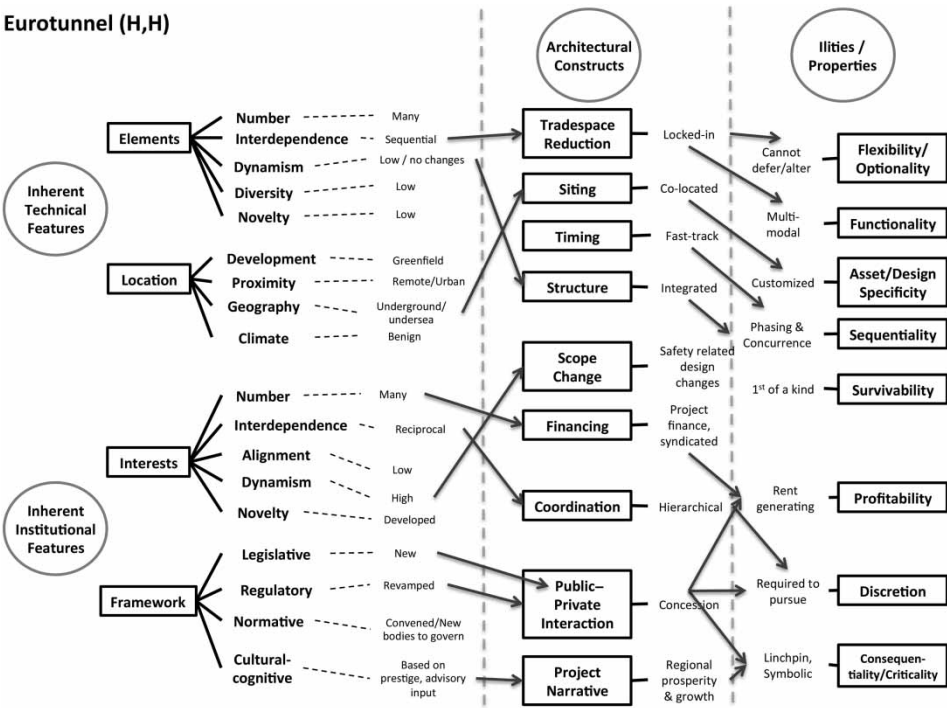 Eurotunnel (H,H)
Architectural
Constructs
Ilities /
Properties
Inherent
Technical
Features
Elements
Number
Many
Interdependence
Sequential
Dynamism
Low / no changes
Diversity
Low
Novelty
Low
Location
Development
Greenfield
Proximity
Remote/Urban
Geography
Underground/
undersea
Climate
Benign
Inherent
Institutional
Features
Interests
Number
Many
Interdependence
Reciprocal
Alignment
Low
Dynamism
High
Novelty
Developed
Framework
Legislative
New
Regulatory
Revamped
Normative
Convened/New
bodies to govern
Cultural-
cognitive
Based on
prestige, advisory
input
Tradespace
Reduction
Locked-in
Siting
Co-located
Timing
Fast-track
Structure
Integrated
Scope
Change
Safety related
design
changes
Financing
Project
finance,
syndicated
Coordination
Hierarchical
Public–
Private
Interaction
Concession
Project
Narrative
Regional
prosperity
& growth
Cannot
defer/alter
Flexibility/
Optionality
Multi-
modal
Functionality
Customized
Asset/Design
Specificity
Phasing &
Concurrence
Sequentiality
1st of a kind
Survivability
Rent
generating
Profitability
Required to
pursue
Discretion
Linchpin,
Symbolic
Consequen-
tiality/Criticality